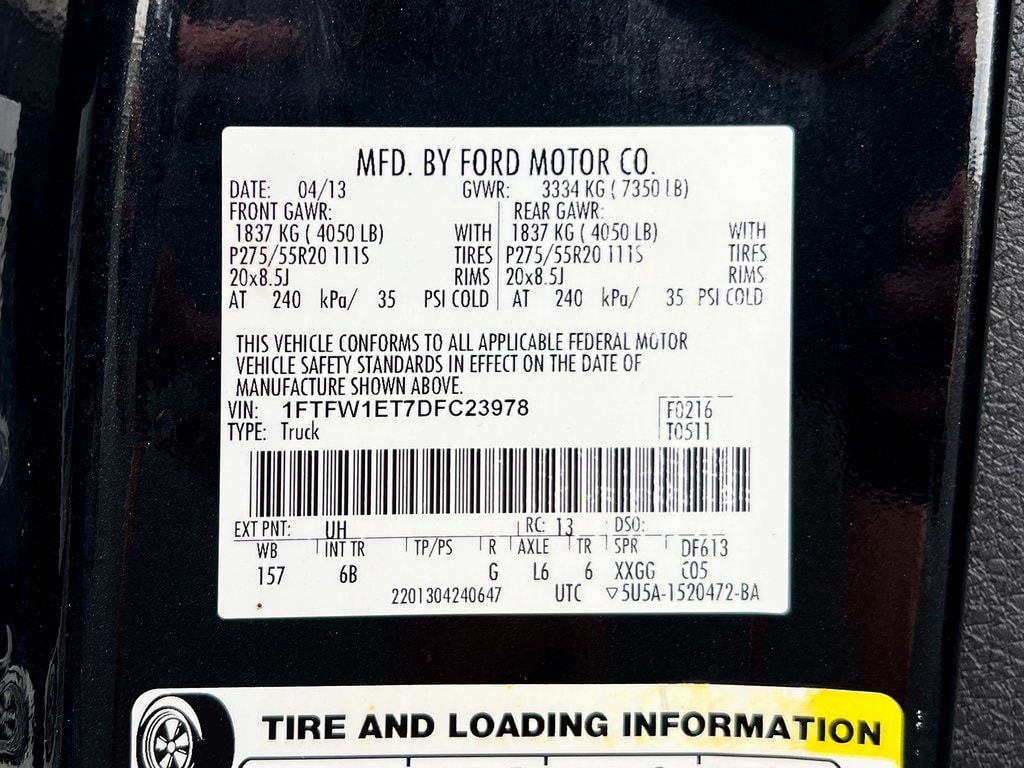 MFD. BY FORD MOTOR CO.
DATE: 04/13 GVWR: 3334 KG ( 7350 LB)
FRONT GAWR: REAR GAWR:
1837 KG ( 4050 LB) WITH 1837 KG ( 4050 LB) WITH
P275/55R20 111S TIRES P275/55R20 111S TIRES
20x8.5J RIMS 20x8.5J RIMS
AT 240 kPa/ 35 PSI COLD AT 240 kPa/ 35 PSI COLD
THIS VEHICLE CONFORMS TO ALL APPLICABLE FEDERAL MOTOR
VEHICLE SAFETY STANDARDS IN EFFECT ON THE DATE OF
MANUFACTURE SHOWN ABOVE.
VIN: 1FTFW1ET7DFC23978 F0216
TYPE: Truck T0511
EXT PNT: UH RC: 13 DSO:
WB INT TR TP/PS R AXLE TR SPR DF613
157 6B G L6 6 XXGG C05
2201304240647 UTC ▽5U5A-1520472-BA
TIRE AND LOADING INFORMATION